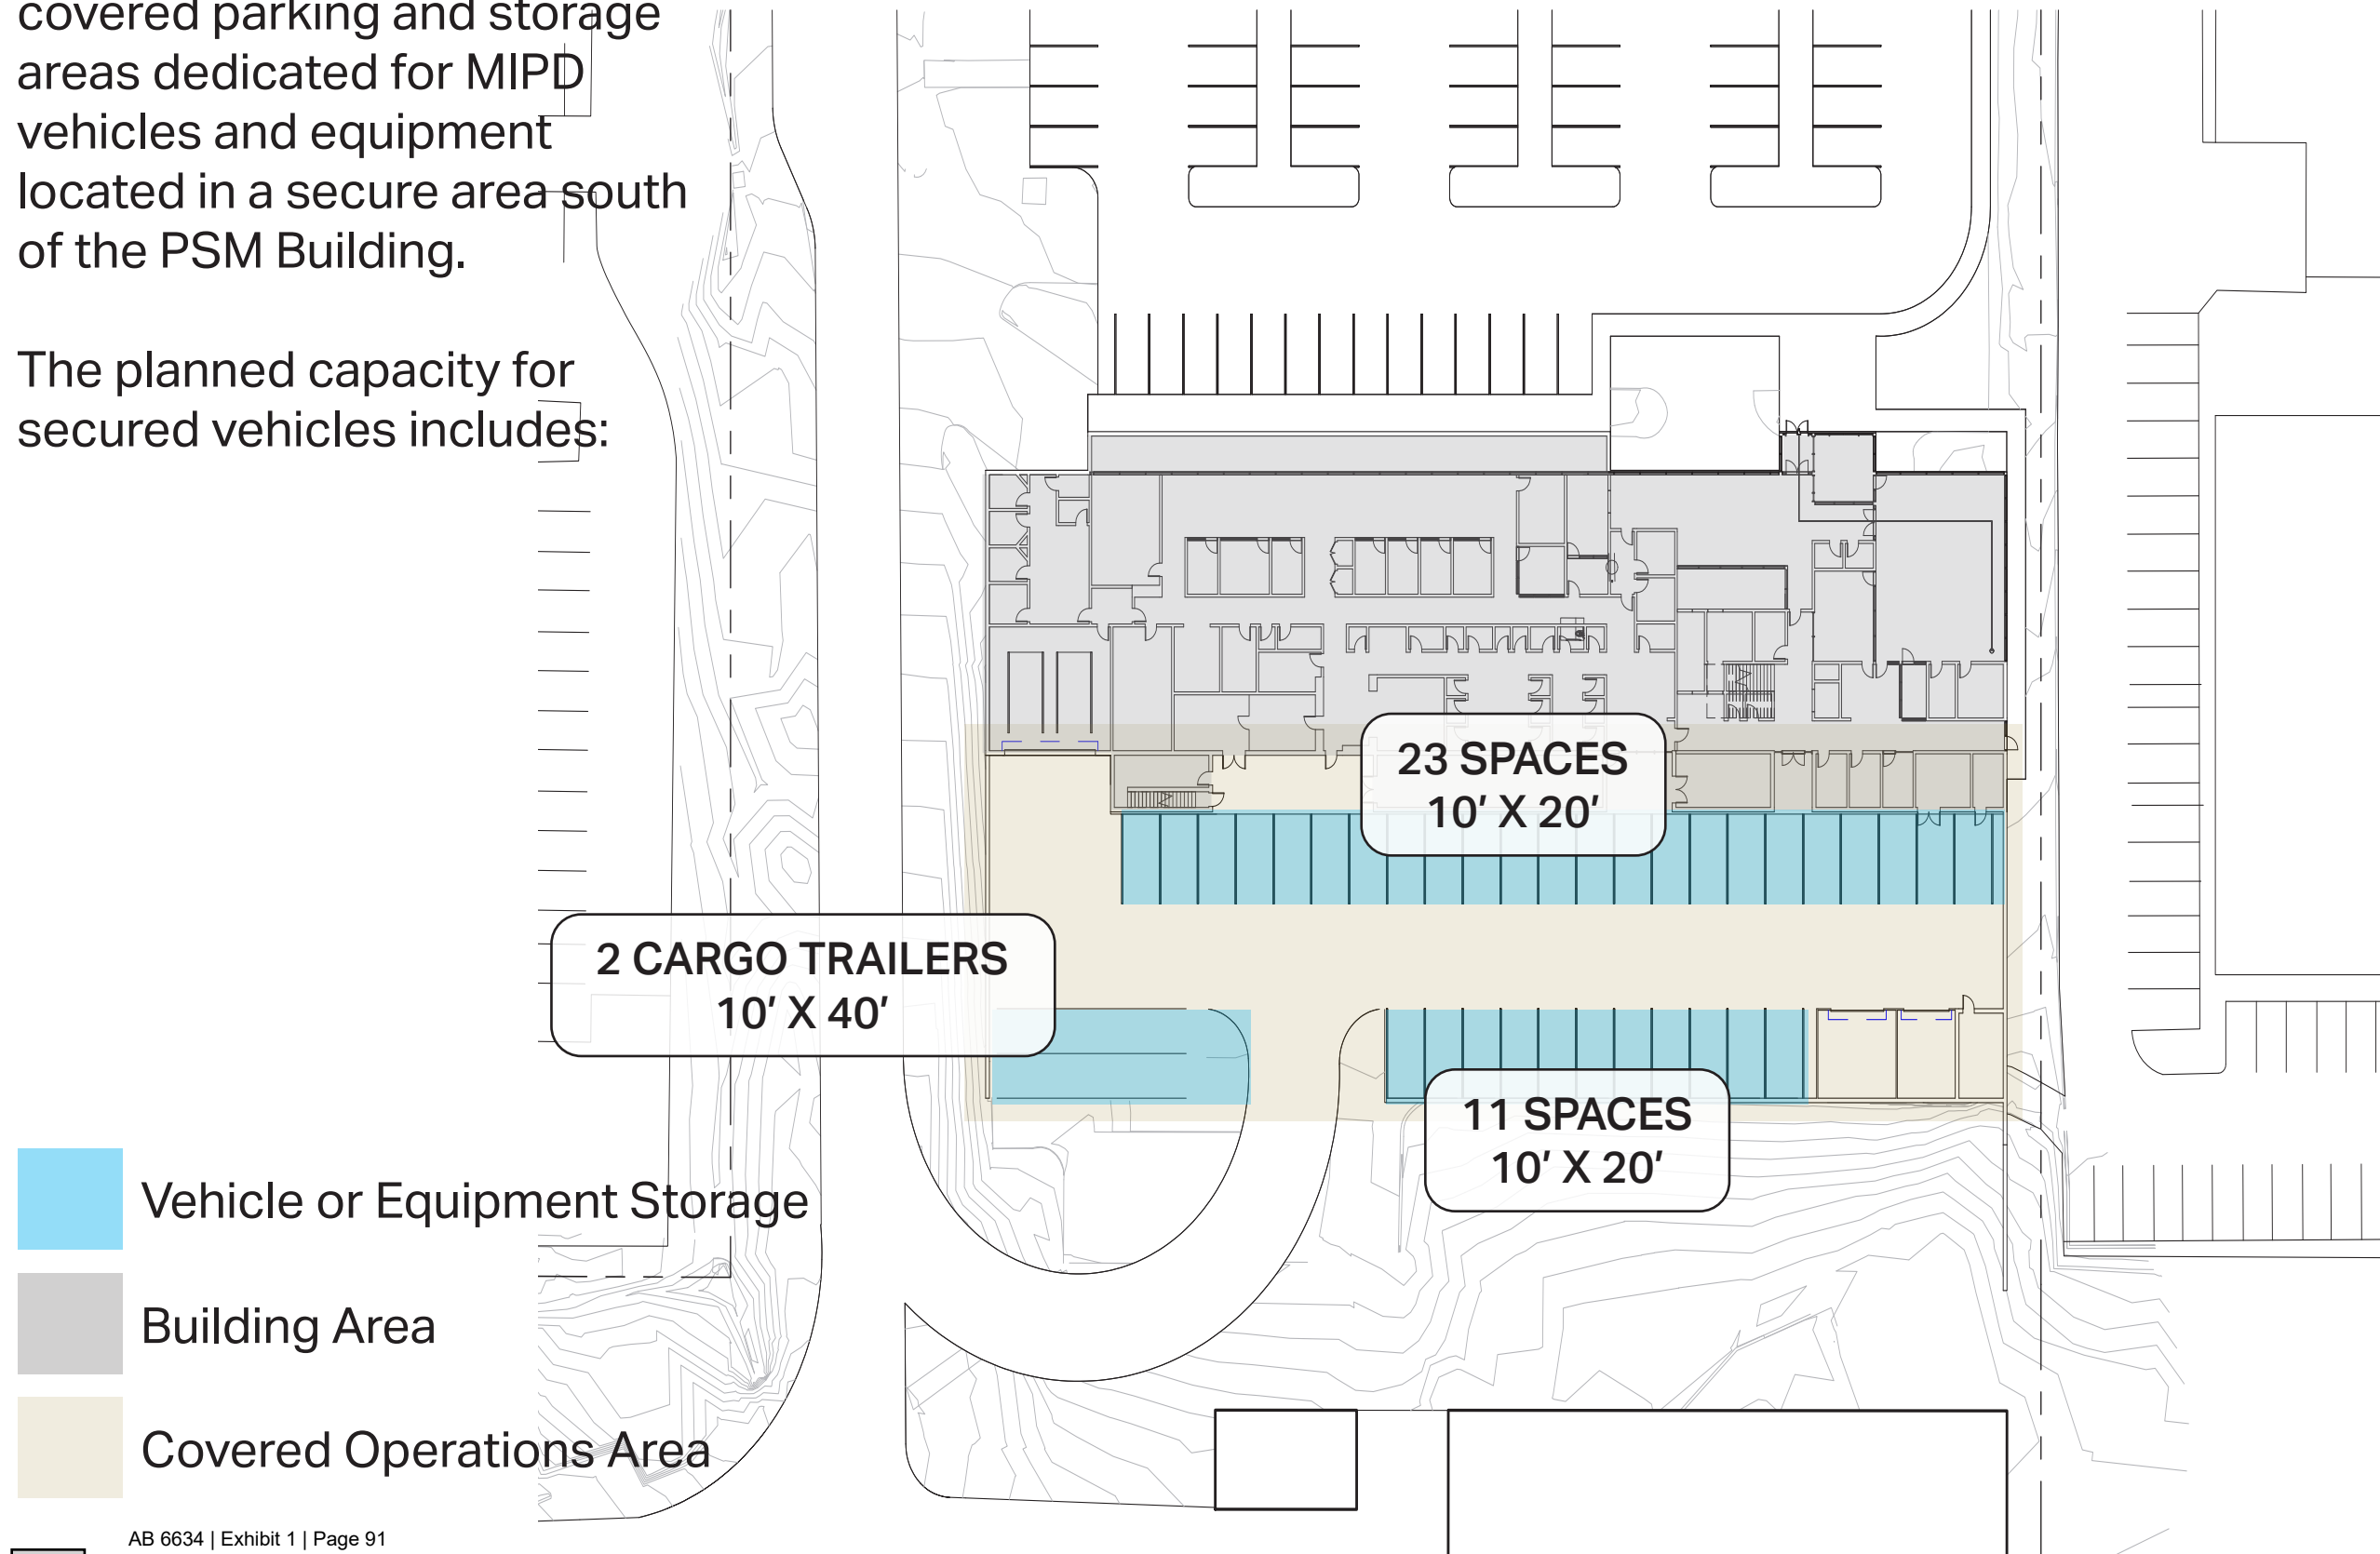 covered parking and storage
areas dedicated for MIPD
vehicles and equipment
located in a secure area south
of the PSM Building.
The planned capacity for
secured vehicles includes:
23 SPACES
10′ X 20′
2 CARGO TRAILERS
10′ X 40′
11 SPACES
10′ X 20′
Vehicle or Equipment Storage
Building Area
Covered Operations Area
AB 6634 | Exhibit 1 | Page 91